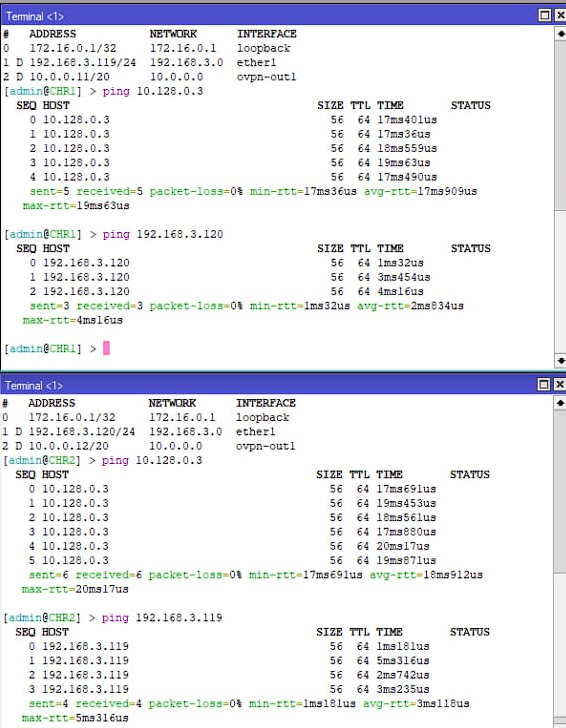 Terminal <1>
# ADDRESS NETWORK INTERFACE
0 172.16.0.1/32 172.16.0.1 loopback
1 D 192.168.3.119/24 192.168.3.0 ether1
2 D 10.0.0.11/20 10.0.0.0 ovpn-out1
[admin@CHR1] > ping 10.128.0.3
SEQ HOST SIZE TTL TIME STATUS
0 10.128.0.3 56 64 17ms401us
1 10.128.0.3 56 64 17ms36us
2 10.128.0.3 56 64 18ms559us
3 10.128.0.3 56 64 19ms63us
4 10.128.0.3 56 64 17ms490us
sent=5 received=5 packet-loss=0% min-rtt=17ms36us avg-rtt=17ms909us
max-rtt=19ms63us
[admin@CHR1] > ping 192.168.3.120
SEQ HOST SIZE TTL TIME STATUS
0 192.168.3.120 56 64 1ms32us
1 192.168.3.120 56 64 3ms454us
2 192.168.3.120 56 64 4ms16us
sent=3 received=3 packet-loss=0% min-rtt=1ms32us avg-rtt=2ms834us
max-rtt=4ms16us
[admin@CHR1] >
Terminal <1>
# ADDRESS NETWORK INTERFACE
0 172.16.0.1/32 172.16.0.1 loopback
1 D 192.168.3.120/24 192.168.3.0 ether1
2 D 10.0.0.12/20 10.0.0.0 ovpn-out1
[admin@CHR2] > ping 10.128.0.3
SEQ HOST SIZE TTL TIME STATUS
0 10.128.0.3 56 64 17ms691us
1 10.128.0.3 56 64 19ms453us
2 10.128.0.3 56 64 18ms561us
3 10.128.0.3 56 64 17ms880us
4 10.128.0.3 56 64 20ms17us
5 10.128.0.3 56 64 19ms871us
sent=6 received=6 packet-loss=0% min-rtt=17ms691us avg-rtt=18ms912us
max-rtt=20ms17us
[admin@CHR2] > ping 192.168.3.119
SEQ HOST SIZE TTL TIME STATUS
0 192.168.3.119 56 64 1ms181us
1 192.168.3.119 56 64 5ms316us
2 192.168.3.119 56 64 2ms742us
3 192.168.3.119 56 64 3ms235us
sent=4 received=4 packet-loss=0% min-rtt=1ms181us avg-rtt=3ms118us
max-rtt=5ms316us